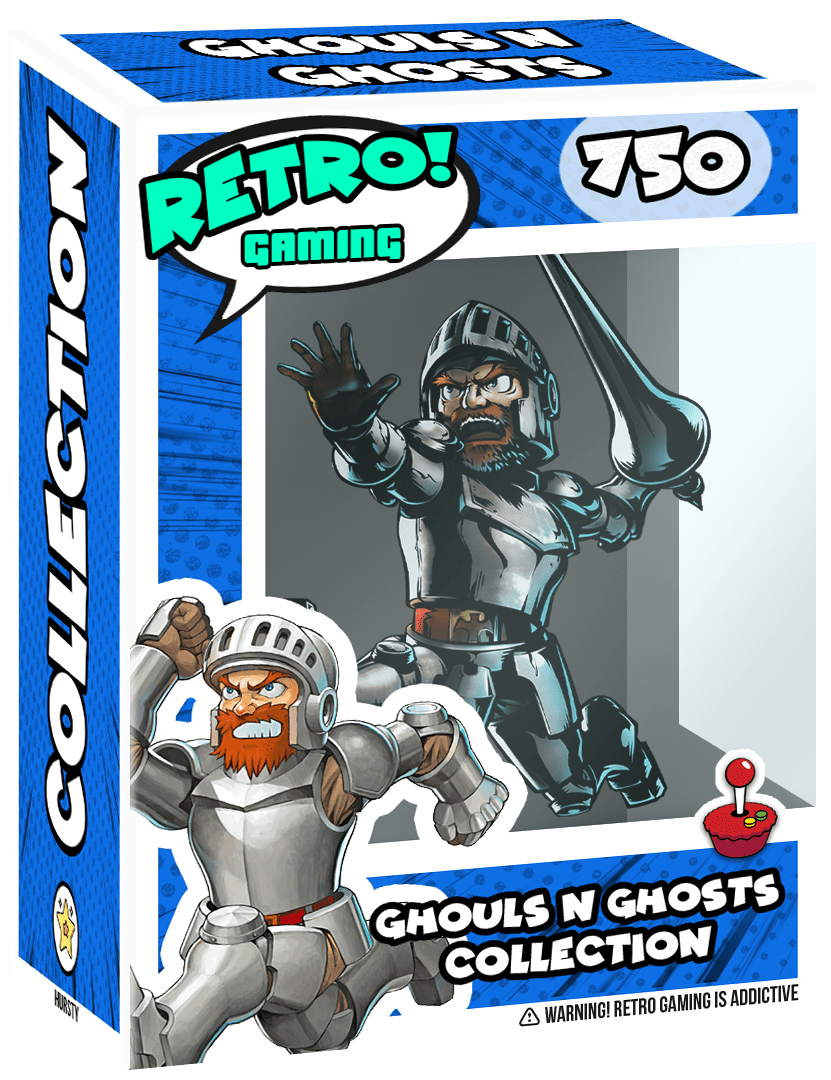 GHOULS N
GHOSTS
RETRO!
GAMING
750
COLLECTION
HURSTY
GHOULS N GHOSTS
COLLECTION
WARNING! RETRO GAMING IS ADDICTIVE